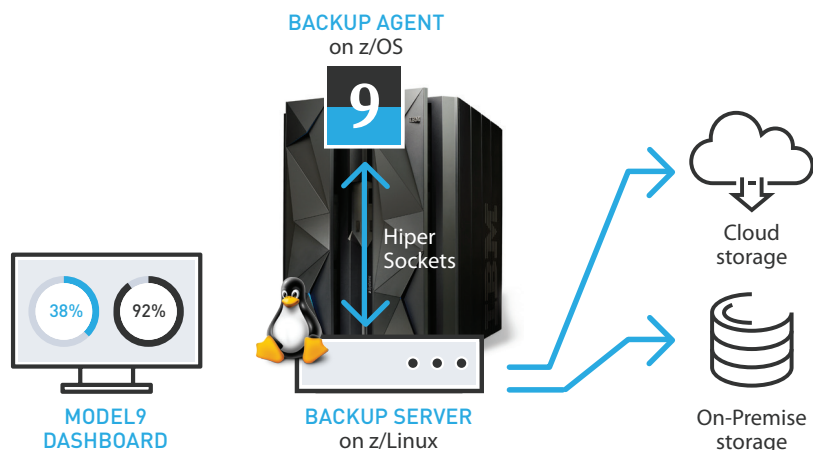 BACKUP AGENT
on z/OS
9
Hiper
Sockets
IBM
38%
92%
MODEL9
DASHBOARD
BACKUP SERVER
on z/Linux
Cloud
storage
On-Premise
storage